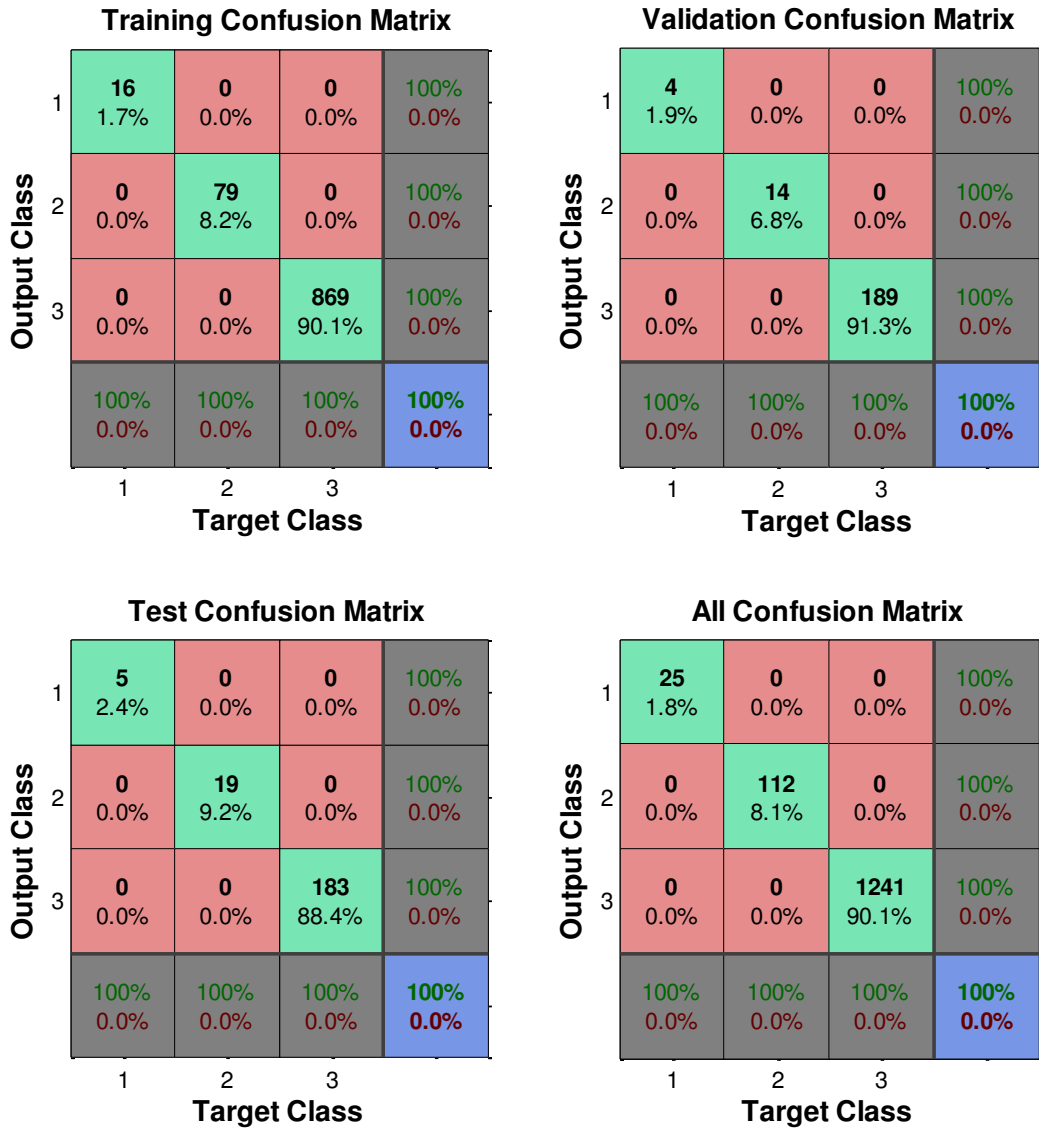 Training Confusion Matrix
Output Class
1
16 0 0 100%
1.7% 0.0% 0.0% 0.0%
2
0 79 0 100%
0.0% 8.2% 0.0% 0.0%
3
0 0 869 100%
0.0% 0.0% 90.1% 0.0%
100% 100% 100% 100%
0.0% 0.0% 0.0% 0.0%
1 2 3
Target Class
Validation Confusion Matrix
Output Class
1
4 0 0 100%
1.9% 0.0% 0.0% 0.0%
2
0 14 0 100%
0.0% 6.8% 0.0% 0.0%
3
0 0 189 100%
0.0% 0.0% 91.3% 0.0%
100% 100% 100% 100%
0.0% 0.0% 0.0% 0.0%
1 2 3
Target Class
Test Confusion Matrix
Output Class
1
5 0 0 100%
2.4% 0.0% 0.0% 0.0%
2
0 19 0 100%
0.0% 9.2% 0.0% 0.0%
3
0 0 183 100%
0.0% 0.0% 88.4% 0.0%
100% 100% 100% 100%
0.0% 0.0% 0.0% 0.0%
1 2 3
Target Class
All Confusion Matrix
Output Class
1
25 0 0 100%
1.8% 0.0% 0.0% 0.0%
2
0 112 0 100%
0.0% 8.1% 0.0% 0.0%
3
0 0 1241 100%
0.0% 0.0% 90.1% 0.0%
100% 100% 100% 100%
0.0% 0.0% 0.0% 0.0%
1 2 3
Target Class